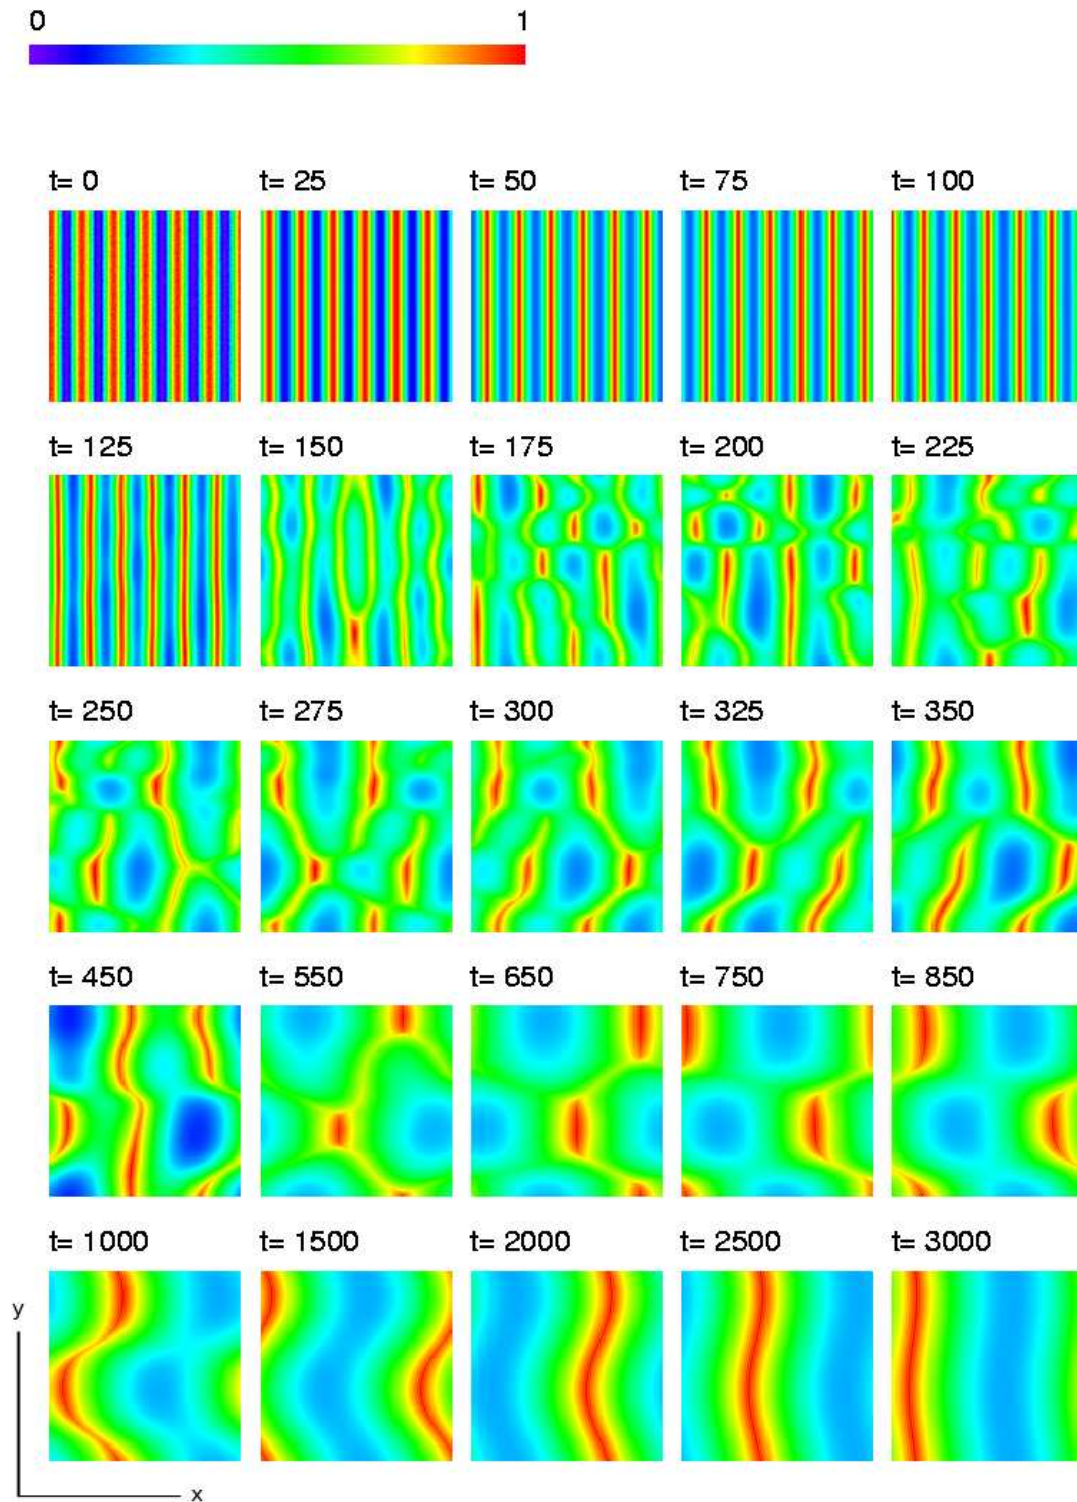 0 1
t= 0 t= 25 t= 50 t= 75 t= 100
t= 125 t= 150 t= 175 t= 200 t= 225
t= 250 t= 275 t= 300 t= 325 t= 350
t= 450 t= 550 t= 650 t= 750 t= 850
t= 1000 t= 1500 t= 2000 t= 2500 t= 3000
y
x